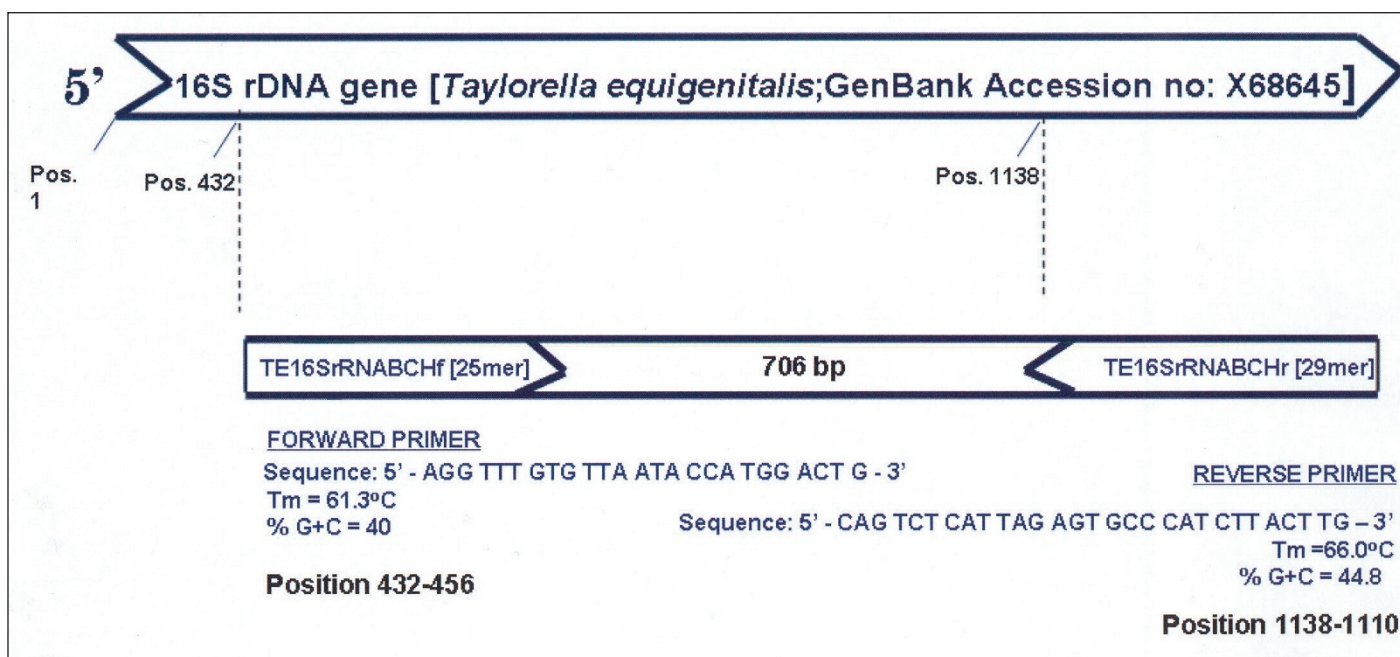 5’ 16S rDNA gene [Taylorella equigenitalis;GenBank Accession no: X68645]
Pos.
1
Pos. 432
Pos. 1138
TE16SrRNABCHf [25mer]
706 bp
TE16SrRNABCHr [29mer]
FORWARD PRIMER
Sequence: 5’ - AGG TTT GTG TTA ATA CCA TGG ACT G - 3’
Tm = 61.3ºC
% G+C = 40
Position 432-456
REVERSE PRIMER
Sequence: 5’ - CAG TCT CAT TAG AGT GCC CAT CTT ACT TG – 3’
Tm =66.0ºC
% G+C = 44.8
Position 1138-1110